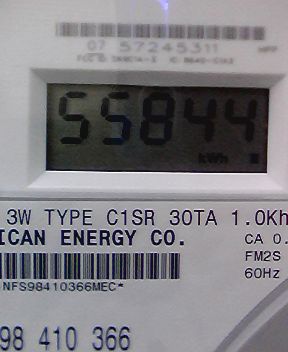 07 57245311
55844
kWh
3W TYPE C1SR 30TA 1.0Kh
ICAN ENERGY CO.
CA 0.
FM2S
60Hz
*NFS98410366MEC*
98 410 366